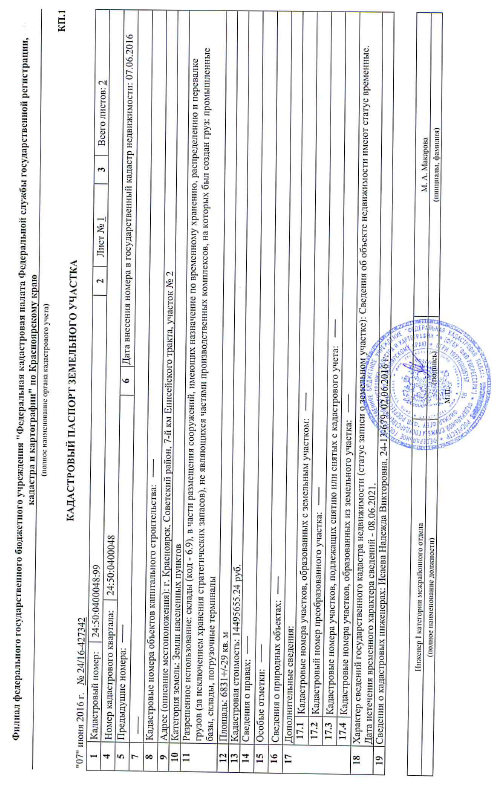 Филиал федерального государственного бюджетного учреждения "Федеральная кадастровая палата Федеральной службы государственной регистрации,
кадастра и картографии" по Красноярскому краю
(полное наименование органа кадастрового учета)
КП.1
КАДАСТРОВЫЙ ПАСПОРТ ЗЕМЕЛЬНОГО УЧАСТКА
"07" июня 2016 г. № 24/16-427342
1 Кадастровый номер: 24:50:0400048:99 2 Лист № 1 3 Всего листов: 2
4 Номер кадастрового квартала: 24:50:0400048
5 Предыдущие номера: —— 6 Дата внесения номера в государственный кадастр недвижимости: 07.06.2016
7 ——
8 Кадастровые номера объектов капитального строительства: ——
9 Адрес (описание местоположения): г. Красноярск, Советский район, 7-й км Енисейского тракта, участок № 2
10 Категория земель: Земли населенных пунктов
11 Разрешенное использование: склады (код - 6.9), в части размещения сооружений, имеющих назначение по временному хранению, распределению и перевалке
грузов (за исключением хранения стратегических запасов), не являющихся частями производственных комплексов, на которых был создан груз: промышленные
базы, склады, погрузочные терминалы
12 Площадь: 6831+/-29 кв. м
13 Кадастровая стоимость: 14495655.24 руб.
14 Сведения о правах:
15 Особые отметки: ——
16 Сведения о природных объектах: ——
17 Дополнительные сведения:
17.1 Кадастровые номера участков, образованных с земельным участком: ——
17.2 Кадастровый номер преобразованного участка: ——
17.3 Кадастровые номера участков, подлежащих снятию или снятых с кадастрового учета: ——
17.4 Кадастровые номера участков, образованных из земельного участка: ——
18 Характер сведений государственного кадастра недвижимости (статус записи о земельном участке): Сведения об объекте недвижимости имеют статус временные.
Дата истечения временного характера сведений - 08.06.2021.
19 Сведения о кадастровых инженерах: Исаева Надежда Викторовна, 24-13-679, 02.06.2016 г.
Инженер I категории межрайонного отдела М. А. Макарова
(полное наименование должности) (подпись) (инициалы, фамилия)
М.П.